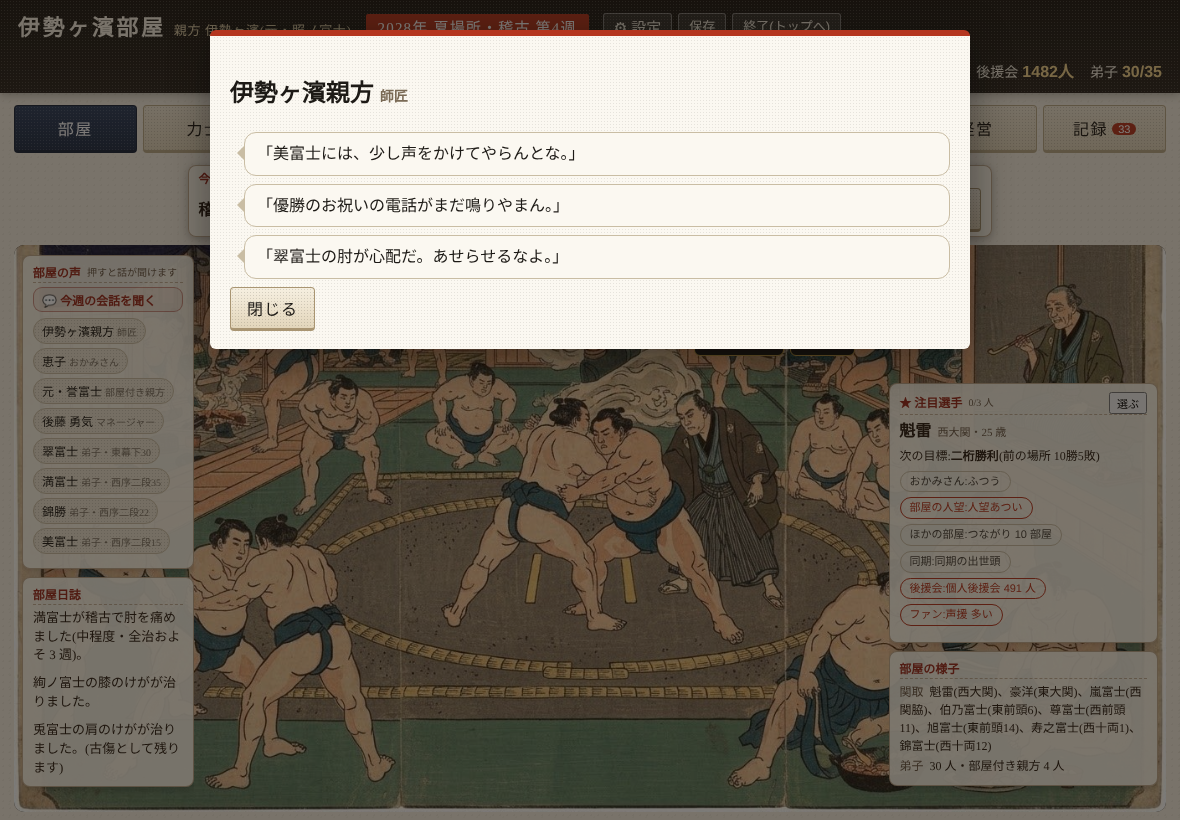 伊勢ヶ濱部屋 親方 伊勢ヶ濱(元・照ノ富士) 2028年 夏場所・稽古 第4週 ⚙ 設定 保存 終了(トップへ)
後援会 1482人 弟子 30/35
部屋 記録 33
伊勢ヶ濱親方 師匠
「美富士には、少し声をかけてやらんとな。」
「優勝のお祝いの電話がまだ鳴りやまん。」
「翠富士の肘が心配だ。あせらせるなよ。」
閉じる
部屋の声 押すと話が聞けます
💬 今週の会話を聞く
伊勢ヶ濱親方 師匠
恵子 おかみさん
元・誉富士 部屋付き親方
後藤 勇気 マネージャー
翠富士 弟子・東幕下30
満富士 弟子・西序二段35
錦勝 弟子・西序二段22
美富士 弟子・西序二段15
部屋日誌
満富士が稽古で肘を痛め
ました(中程度・全治およ
そ 3 週)。
絢ノ富士の膝のけがが治
りました。
兎富士の肩のけがが治り
ました。(古傷として残り
ます)
★ 注目選手 0/3 人 選ぶ
魁雷 西大関・25 歳
次の目標:二桁勝利(前の場所 10勝5敗)
おかみさん:ふつう
部屋の人望:人望あつい
ほかの部屋:つながり 10 部屋
同期:同期の出世頭
後援会:個人後援会 491 人
ファン:声援 多い
部屋の様子
関取 魁雷(西大関)、豪洋(東大関)、嵐富士(西
関脇)、伯乃富士(東前頭6)、尊富士(西前頭
11)、旭富士(東前頭14)、寿之富士(西十両1)、
錦富士(西十両12)
弟子 30 人・部屋付き親方 4 人